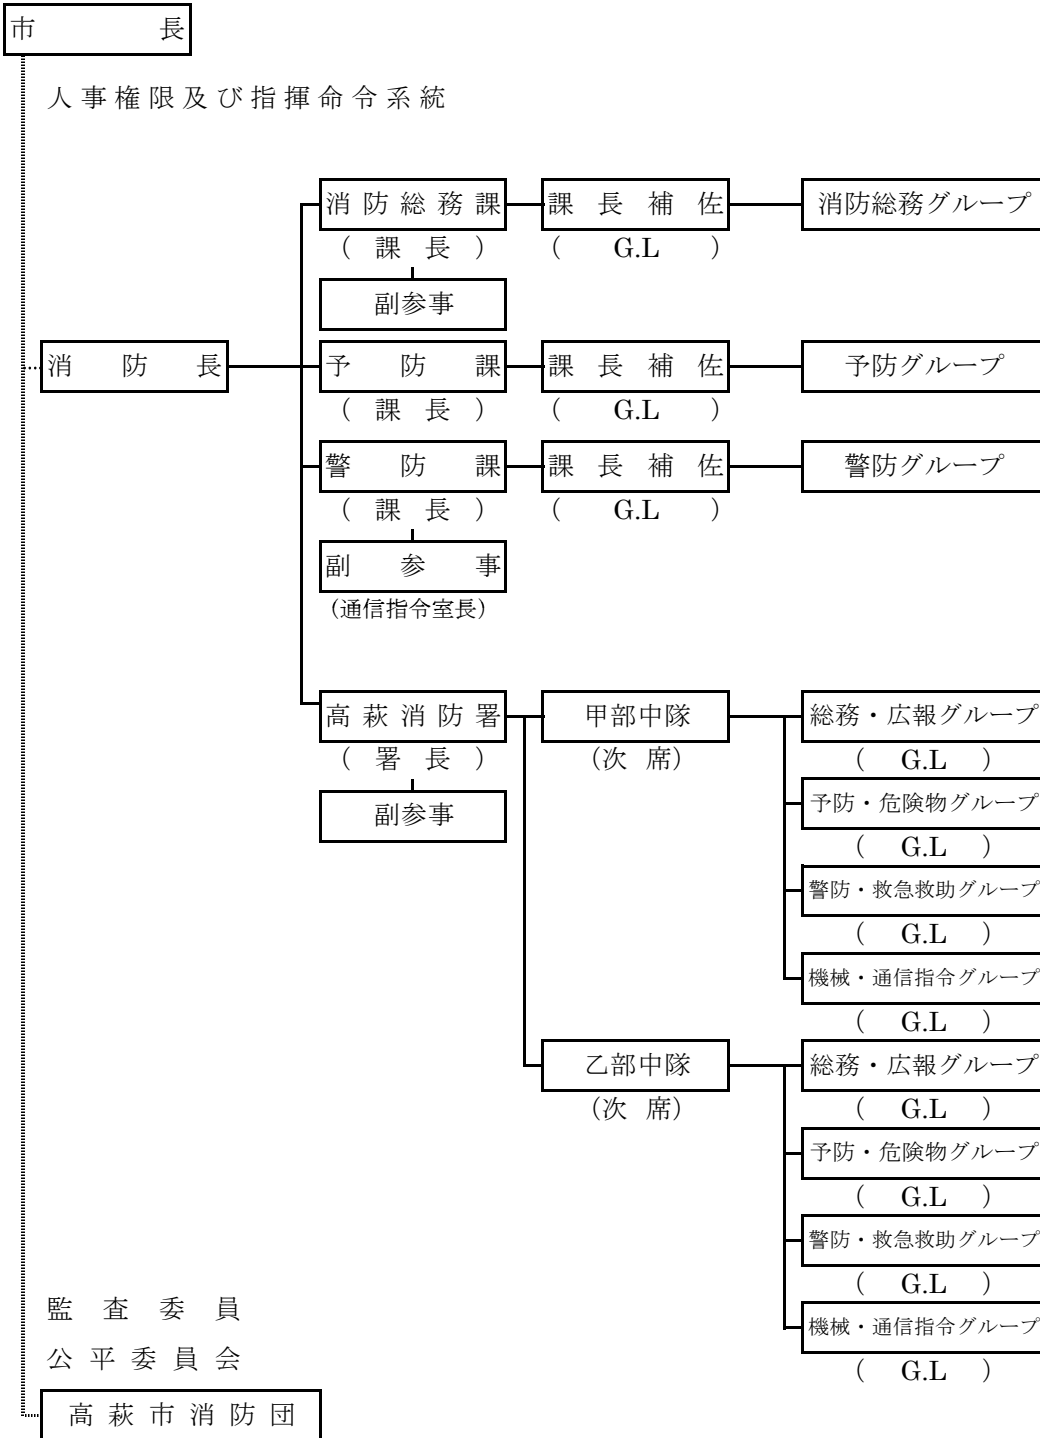 市長
人事権限及び指揮命令系統
消防総務課 課長補佐 消防総務グループ
(課長) (G.L)
副参事
消防長 予防課 課長補佐 予防グループ
(課長) (G.L)
警防課 課長補佐 警防グループ
(課長) (G.L)
副参事
(通信指令室長)
高萩消防署 甲部中隊 総務・広報グループ
(署長) (次席) (G.L)
副参事 予防・危険物グループ
(G.L)
警防・救急救助グループ
(G.L)
機械・通信指令グループ
(G.L)
乙部中隊 総務・広報グループ
(次席) (G.L)
予防・危険物グループ
(G.L)
警防・救急救助グループ
(G.L)
監査委員
機械・通信指令グループ
公平委員会
(G.L)
高萩市消防団